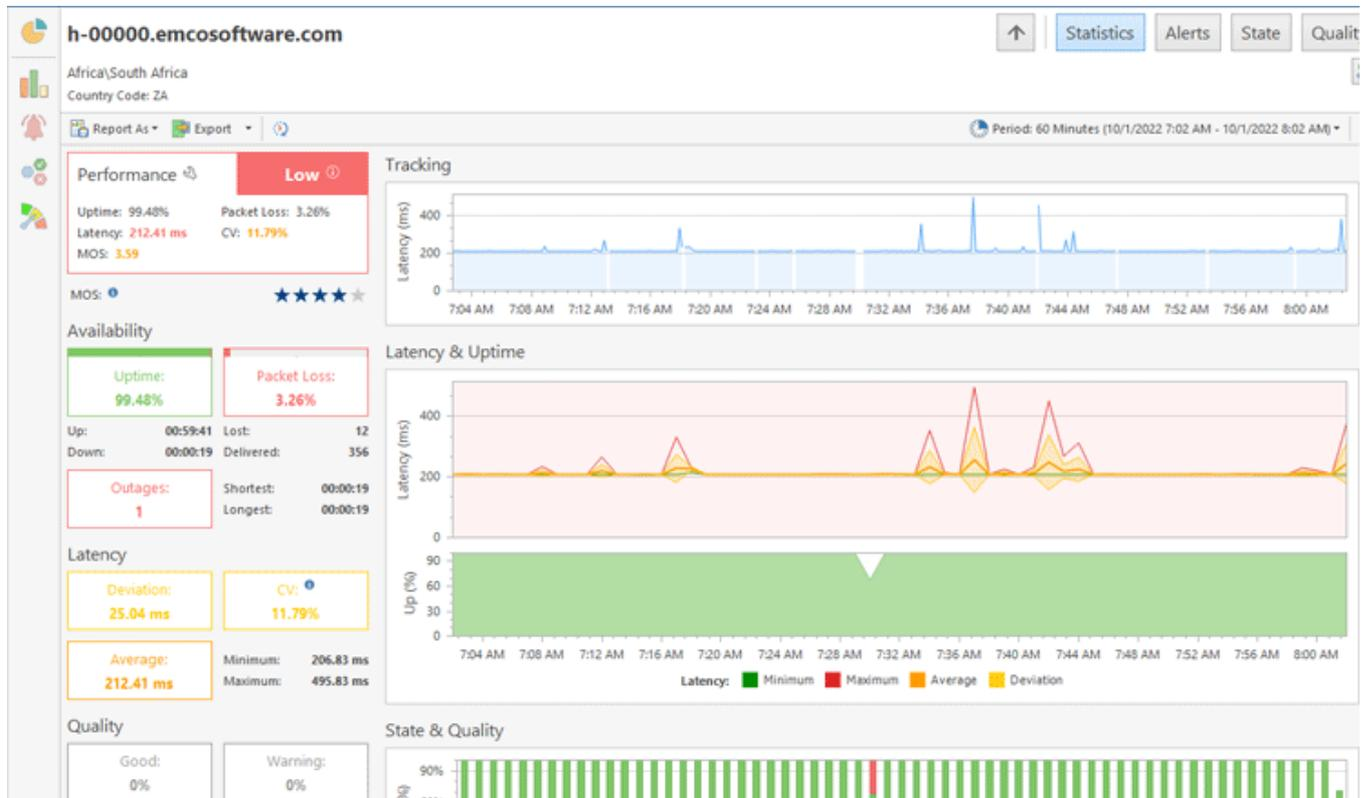 h-00000.emcosoftware.com
Statistics Alerts State
Africa\South Africa
Country Code: ZA
Report As Export
Period: 60 Minutes (10/1/2022 7:02 AM - 10/1/2022 8:02 AM)
Performance Low
Uptime: 99.48% Packet Loss: 3.26%
Latency: 212.41 ms CV: 11.79%
MOS: 3.59
MOS:
Availability
Uptime: Packet Loss:
99.48% 3.26%
Up: 00:59:41 Lost: 12
Down: 00:00:19 Delivered: 356
Outages: Shortest: 00:00:19
1 Longest: 00:00:19
Latency
Deviation: CV:
25.04 ms 11.79%
Average: Minimum: 206.83 ms
212.41 ms Maximum: 495.83 ms
Quality
Good: Warning:
0% 0%
Tracking
Latency (ms)
400
200
0
7:04 AM 7:08 AM 7:12 AM 7:16 AM 7:20 AM 7:24 AM 7:28 AM 7:32 AM 7:36 AM 7:40 AM 7:44 AM 7:48 AM 7:52 AM 7:56 AM 8:00 AM
Latency & Uptime
Latency (ms)
400
200
0
Up (%)
90
60
30
0
7:04 AM 7:08 AM 7:12 AM 7:16 AM 7:20 AM 7:24 AM 7:28 AM 7:32 AM 7:36 AM 7:40 AM 7:44 AM 7:48 AM 7:52 AM 7:56 AM 8:00 AM
Latency: Minimum Maximum Average Deviation
State & Quality
90%